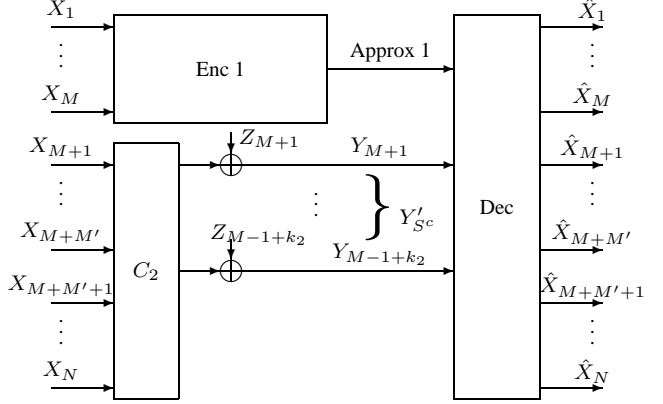 X_1
⋮
X_M
Enc 1
Approx 1
X̂_1
⋮
X̂_M
X_{M+1}
⋮
X_{M+M'}
X_{M+M'+1}
⋮
X_N
C_2
Z_{M+1}
Y_{M+1}
⋮
} Y'_{S^c}
Z_{M-1+k_2}
Y_{M-1+k_2}
Dec
X̂_{M+1}
⋮
X̂_{M+M'}
X̂_{M+M'+1}
⋮
X̂_N